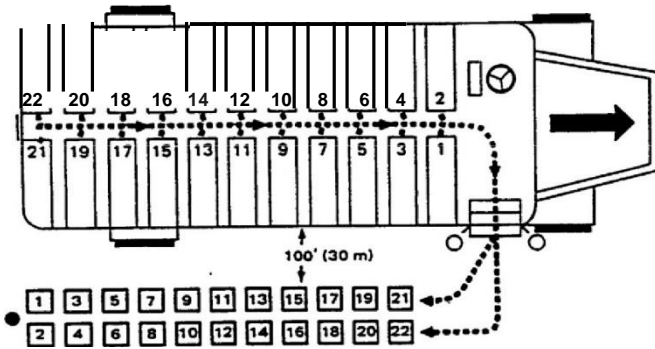 22 20 18 16 14 12 10 8 6 4 2
21 19 17 15 13 11 9 7 5 3 1
100' (30 m)
1 3 5 7 9 11 13 15 17 19 21
2 4 6 8 10 12 14 16 18 20 22